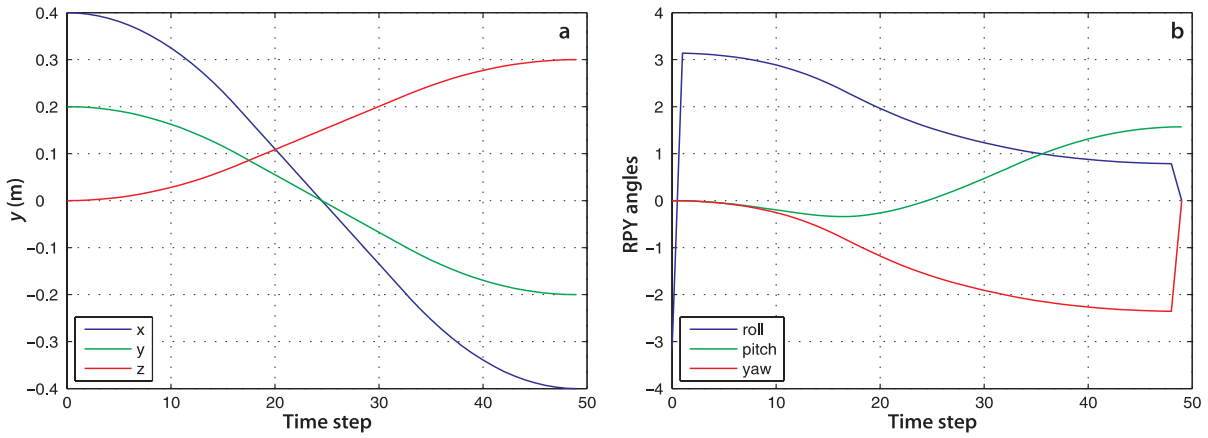 a
0.4
0.3
0.2
0.1
0
−0.1
−0.2
−0.3
−0.4
y (m)
x
y
z
0 10 20 30 40 50
Time step
b
4
3
2
1
0
−1
−2
−3
−4
RPY angles
roll
pitch
yaw
0 10 20 30 40 50
Time step